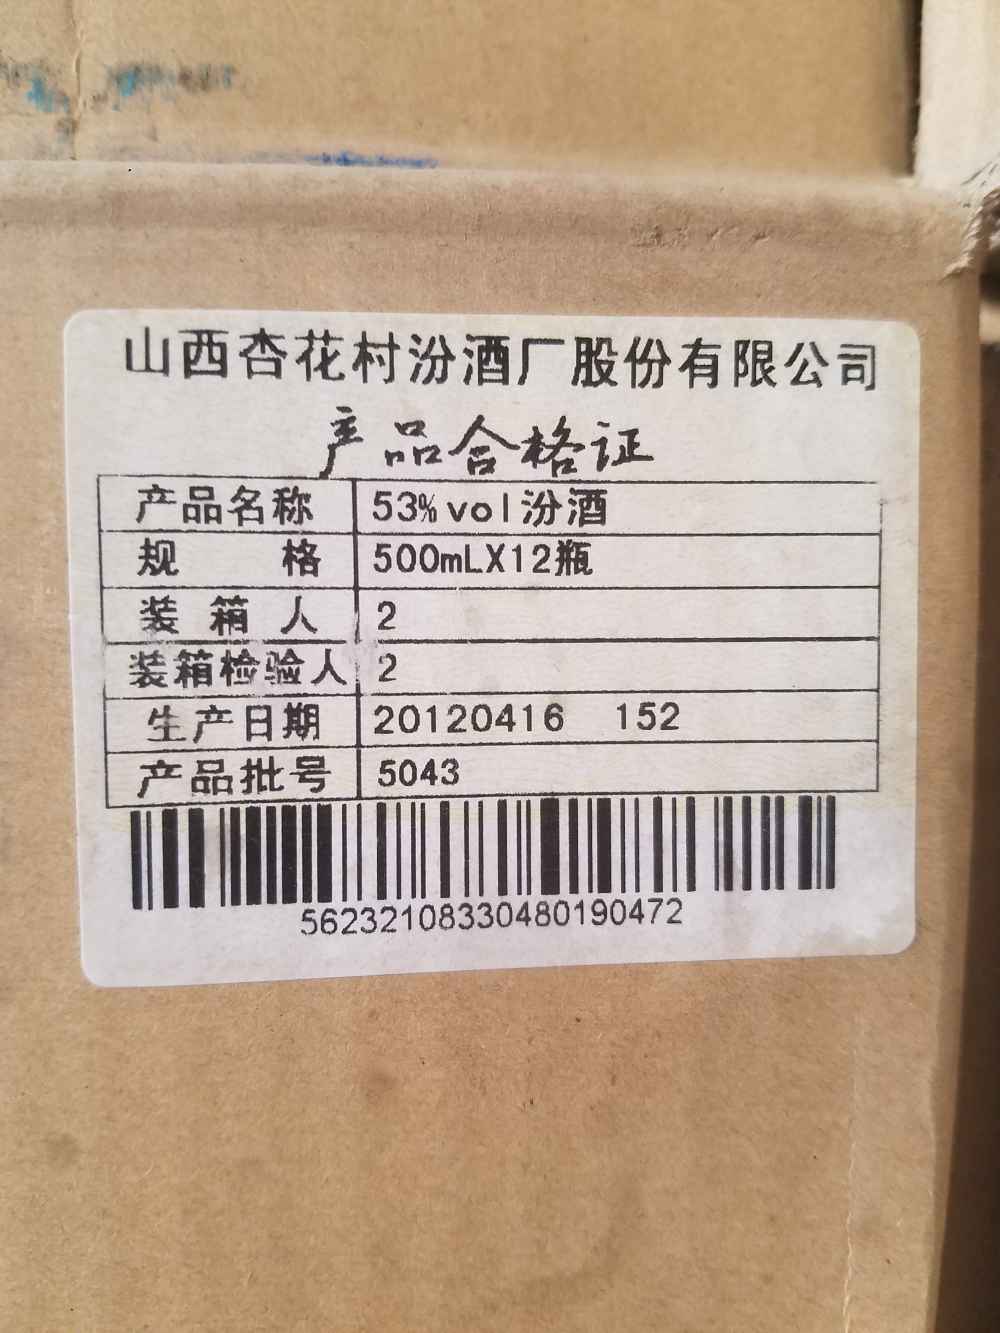 山西杏花村汾酒厂股份有限公司
产品合格证
产品名称 53%vol汾酒
规 格 500mLX12瓶
装 箱 人 2
装箱检验人 2
生产日期 20120416 152
产品批号 5043
56232108330480190472